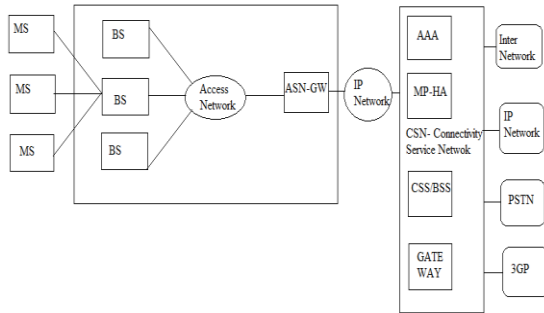 MS
MS
MS
BS
BS
BS
Access
Network
ASN-GW
IP
Network
AAA
MP-HA
CSN- Connectivity
Service Netwok
CSS/BSS
GATE
WAY
Inter
Network
IP
Network
PSTN
3GP